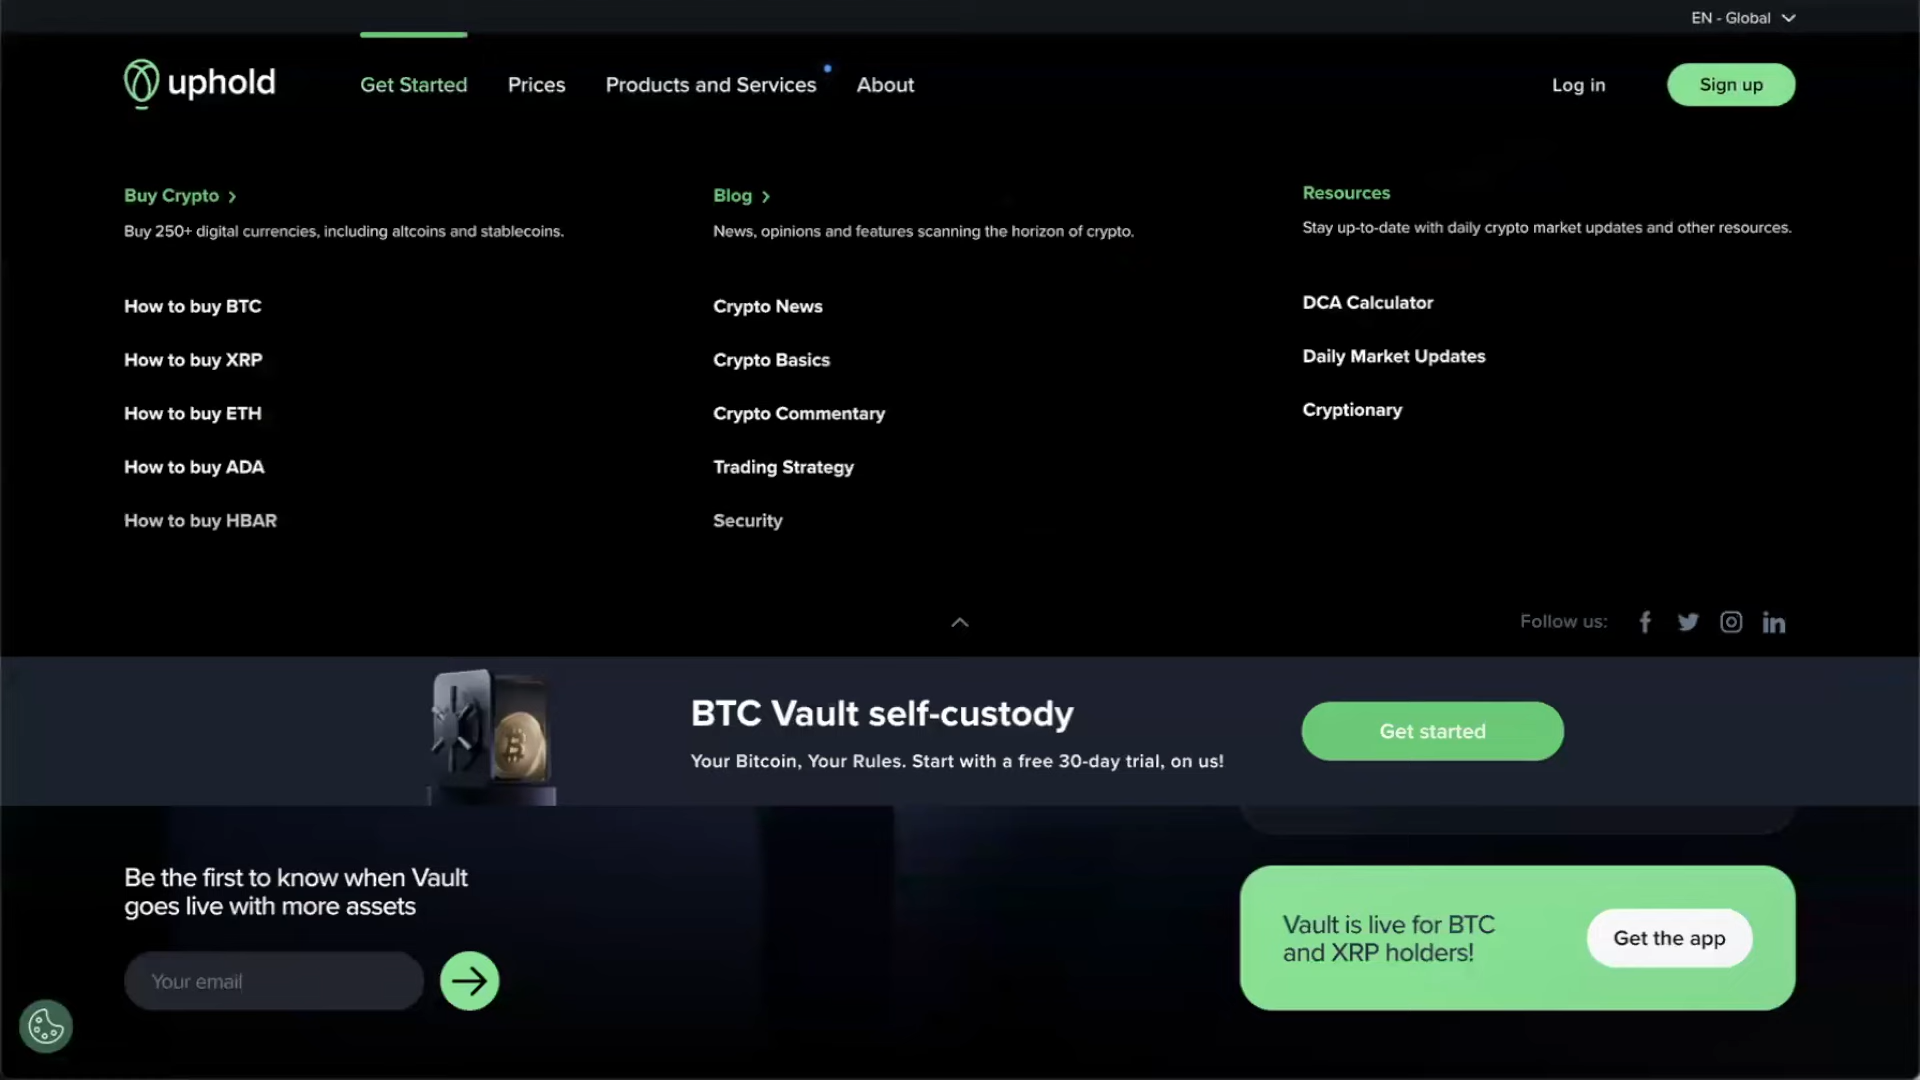 EN - Global
uphold
Get Started
Prices
Products and Services
About
Log in
Sign up
Buy Crypto
Buy 250+ digital currencies, including altcoins and stablecoins.
How to buy BTC
How to buy XRP
How to buy ETH
How to buy ADA
How to buy HBAR
Blog
News, opinions and features scanning the horizon of crypto.
Crypto News
Crypto Basics
Crypto Commentary
Trading Strategy
Security
Resources
Stay up-to-date with daily crypto market updates and other resources.
DCA Calculator
Daily Market Updates
Cryptionary
Follow us:
BTC Vault self-custody
Your Bitcoin, Your Rules. Start with a free 30-day trial, on us!
Get started
Be the first to know when Vault
goes live with more assets
Your email
Vault is live for BTC
and XRP holders!
Get the app